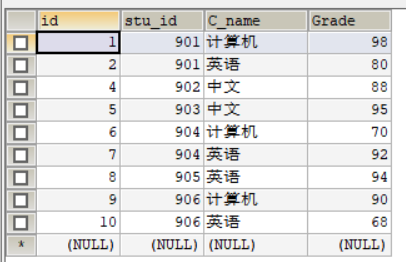 id stu_id C_name Grade
1 901 计算机 98
2 901 英语 80
4 902 中文 88
5 903 中文 95
6 904 计算机 70
7 904 英语 92
8 905 英语 94
9 906 计算机 90
10 906 英语 68
* (NULL) (NULL) (NULL) (NULL)